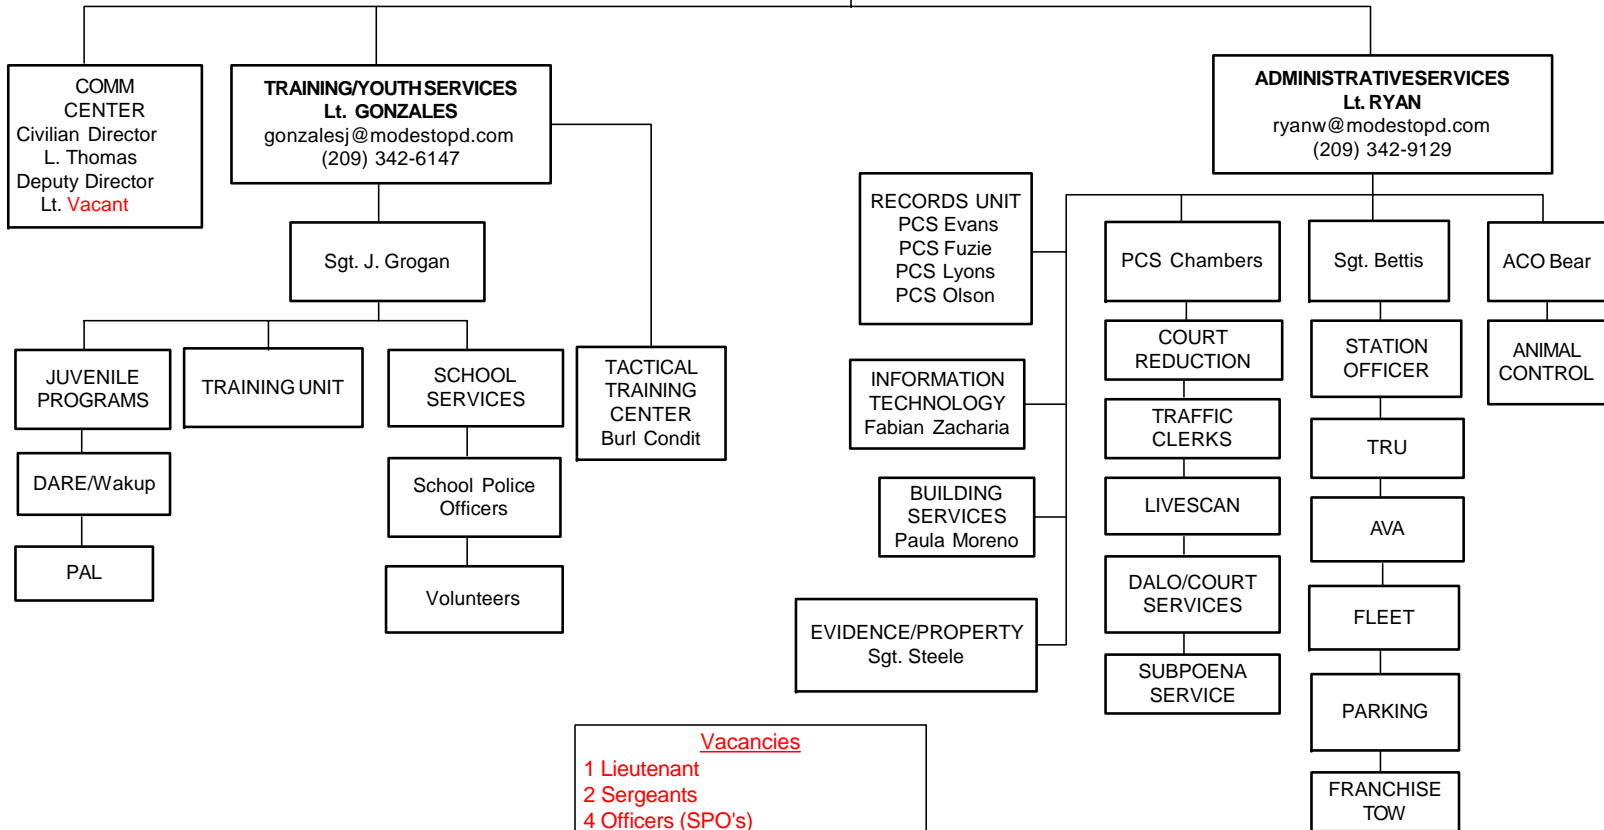 COMM
CENTER
Civilian Director
L. Thomas
Deputy Director
Lt. Vacant
TRAINING/YOUTH SERVICES
Lt. GONZALES
gonzalesj@modestopd.com
(209) 342-6147
ADMINISTRATIVE SERVICES
Lt. RYAN
ryanw@modestopd.com
(209) 342-9129
Sgt. J. Grogan
JUVENILE
PROGRAMS
TRAINING UNIT
SCHOOL
SERVICES
TACTICAL
TRAINING
CENTER
Burl Condit
DARE/Wakup
PAL
School Police
Officers
Volunteers
RECORDS UNIT
PCS Evans
PCS Fuzie
PCS Lyons
PCS Olson
INFORMATION
TECHNOLOGY
Fabian Zacharia
BUILDING
SERVICES
Paula Moreno
EVIDENCE/PROPERTY
Sgt. Steele
PCS Chambers
COURT
REDUCTION
TRAFFIC
CLERKS
LIVESCAN
DALO/COURT
SERVICES
SUBPOENA
SERVICE
Sgt. Bettis
STATION
OFFICER
TRU
AVA
FLEET
PARKING
FRANCHISE
TOW
ACO Bear
ANIMAL
CONTROL
Vacancies
1 Lieutenant
2 Sergeants
4 Officers (SPO's)